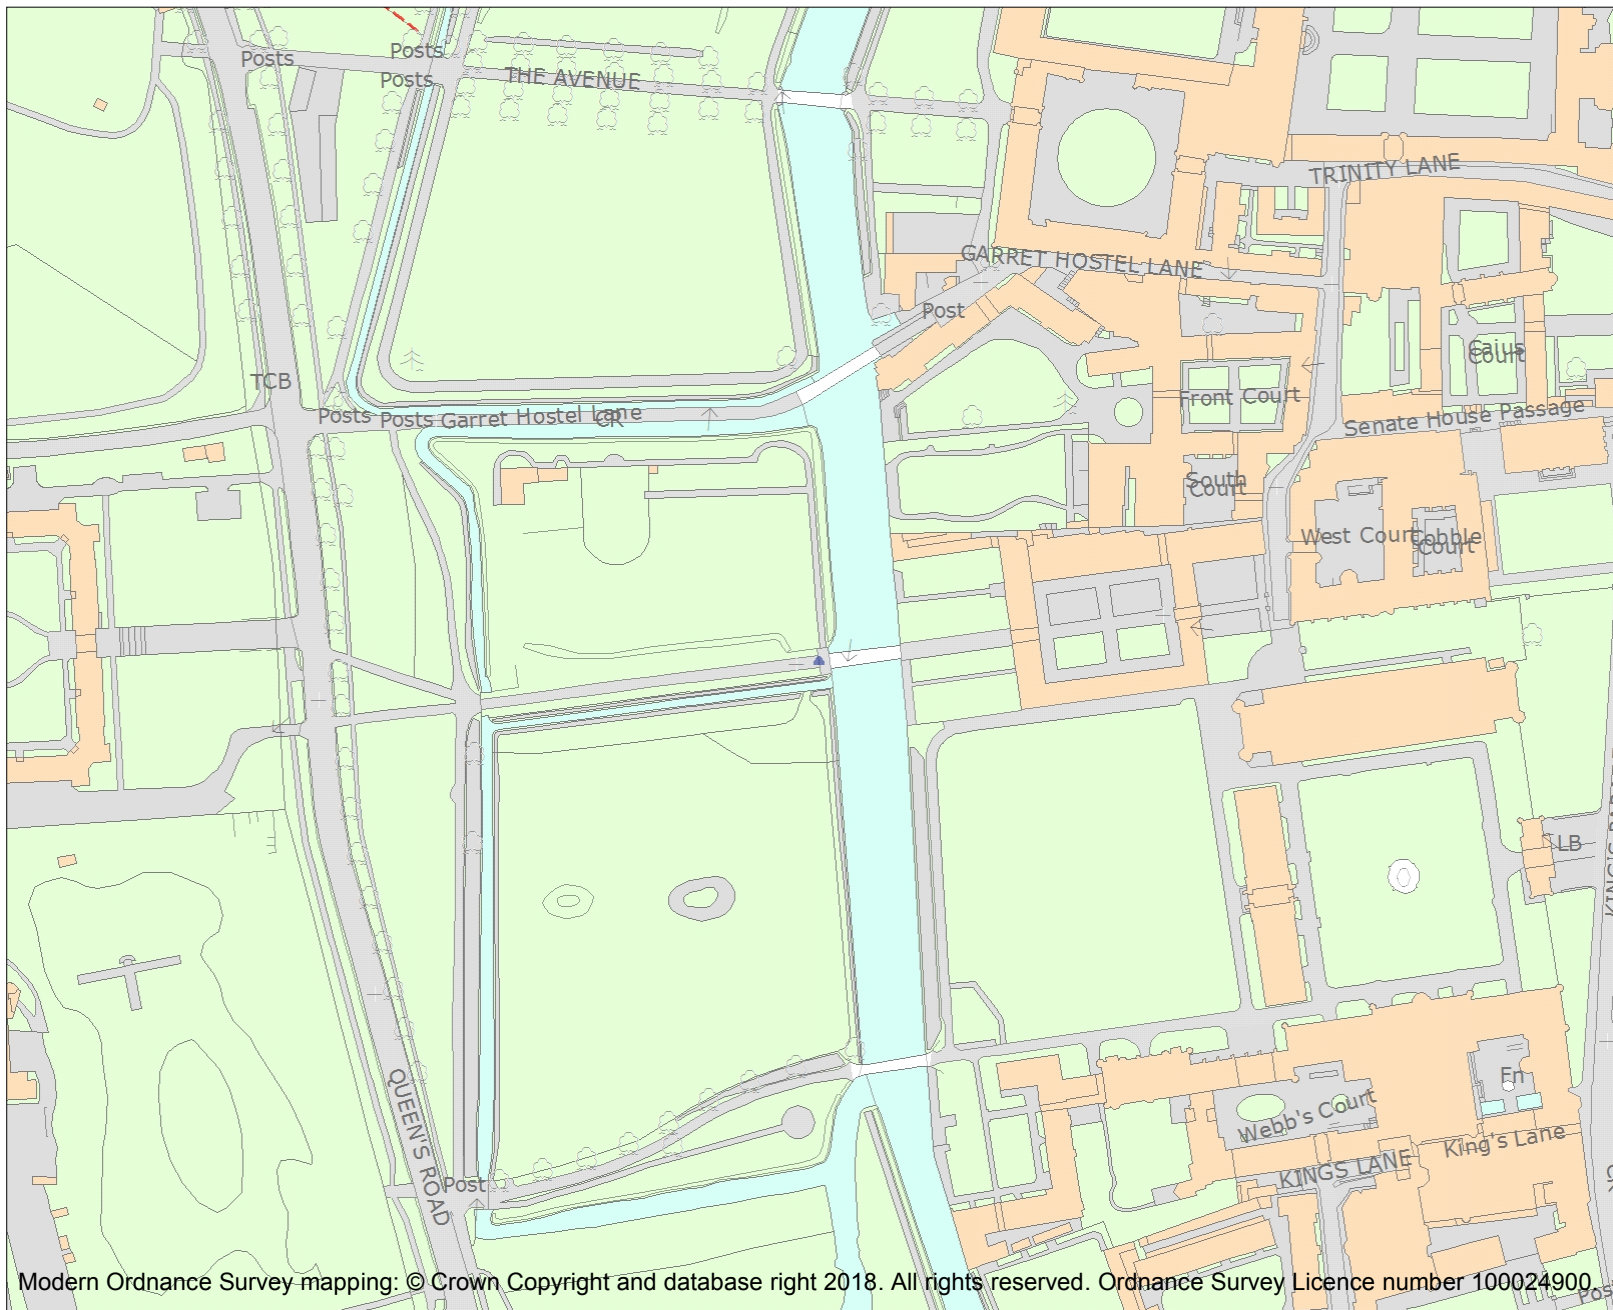 Posts
Posts
Posts
THE AVENUE
TRINITY LANE
GARRET HOSTEL LANE
Post
Caius
Court
TCB
Front Court
Posts
Posts
Garret Hostel Lane
CR
Senate House Passage
South
Court
West Court
Cobble
Court
LB
QUEEN'S ROAD
Fn
Webb's Court
King's Lane
KINGS LANE
Post
Modern Ordnance Survey mapping: © Crown Copyright and database right 2018. All rights reserved. Ordnance Survey Licence number 100024900.